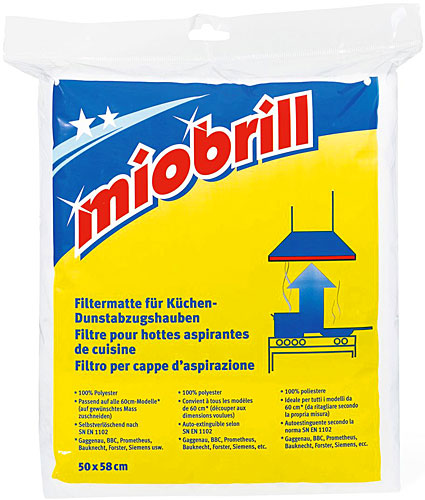 miobrill
Filtermatte für Küchen-
Dunstabzugshauben
Filtre pour hottes aspirantes
de cuisine
Filtro per cappe d'aspirazione
• 100% Polyester
• Passend auf alle 60cm-Modelle*
(auf gewünschtes Mass
zuschneiden)
• Selbstverlöschend nach
SN EN 1102
* Gaggenau, BBC, Prometheus,
Bauknecht, Forster, Siemens usw.
• 100% polyester
• Convient à tous les modèles
de 60 cm* (découper aux
dimensions voulues)
• Auto-extinguible selon
SN EN 1102
* Gaggenau, BBC, Prometheus,
Bauknecht, Forster, Siemens, etc.
• 100% poliestere
• Ideale per tutti i modelli da
60 cm* (da ritagliare secondo
la propria misura)
• Autoestinguente secondo la
norma SN EN 1102
* Gaggenau, BBC, Prometheus,
Bauknecht, Forster, Siemens, ecc.
50 x 58 cm